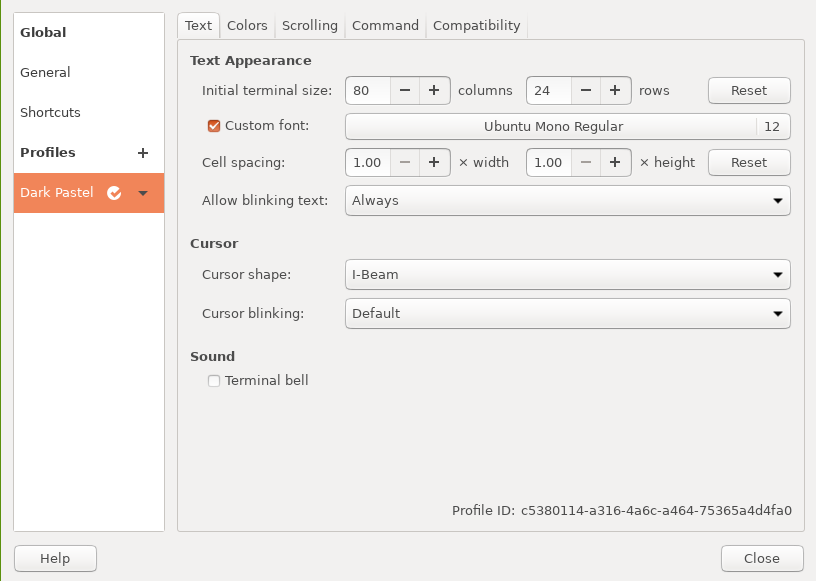 Global
General
Shortcuts
Profiles
Dark Pastel
Text Colors Scrolling Command Compatibility
Text Appearance
Initial terminal size: 80 columns 24 rows Reset
Custom font: Ubuntu Mono Regular 12
Cell spacing: 1.00 × width 1.00 × height Reset
Allow blinking text: Always
Cursor
Cursor shape: I-Beam
Cursor blinking: Default
Sound
Terminal bell
Profile ID: c5380114-a316-4a6c-a464-75365a4d4fa0
Help Close